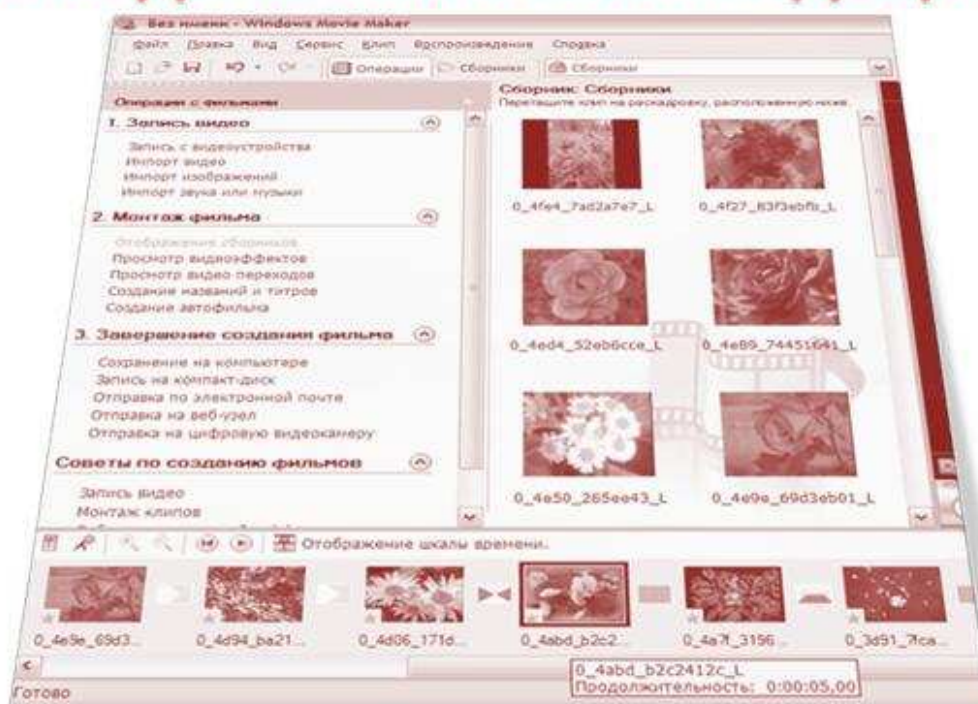 Без имени - Windows Movie Maker
Файл Правка Вид Сервис Клип Воспроизведение Справка
Операции Сборники Сборники
Операции с фильмами
1. Запись видео
Запись с видеоустройства
Импорт видео
Импорт изображений
Импорт звука или музыки
2. Монтаж фильма
Отображение сборников
Просмотр видеоэффектов
Просмотр видео переходов
Создание названий и титров
Создание автофильма
3. Завершение создания фильма
Сохранение на компьютере
Запись на компакт-диск
Отправка по электронной почте
Отправка на веб-узел
Отправка на цифровую видеокамеру
Советы по созданию фильмов
Запись видео
Монтаж клипов
Сборник: Сборники
Перетащите клип на раскадровку, расположенную ниже.
0_4fe4_7ad2a7e7_L
0_4ed4_52eb6cce_L 0_4e89_74451641_L
0_4e50_265ee43_L 0_4e9e_69d3eb01_L
Отображение шкалы времени.
0_4e9e_69d3... 0_4d94_ba21... 0_4d06_171d... 0_4abd_b2c2... 0_4a7f_3196... 0_3d91_7fca...
0_4abd_b2c2412c_L
Продолжительность: 0:00:05,00
Готово